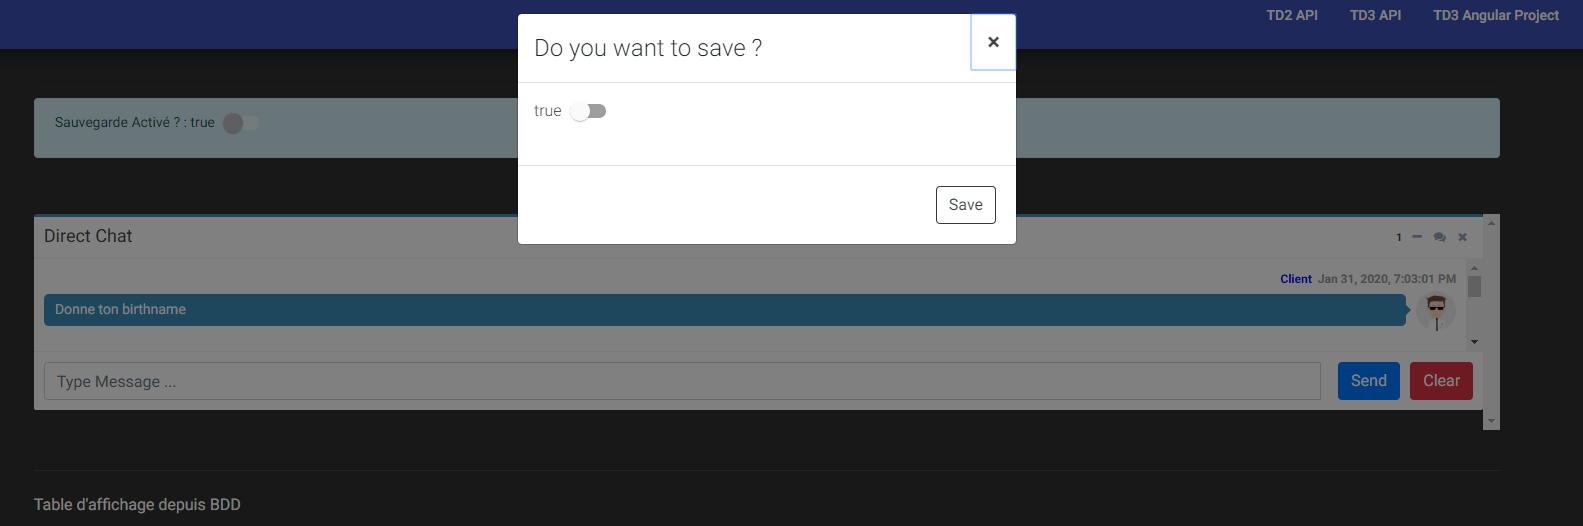 TD2 API TD3 API TD3 Angular Project
Do you want to save ?
×
true
Save
Sauvegarde Activé ? : true
Direct Chat
1
Client Jan 31, 2020, 7:03:01 PM
Donne ton birthname
Type Message ...
Send
Clear
Table d'affichage depuis BDD